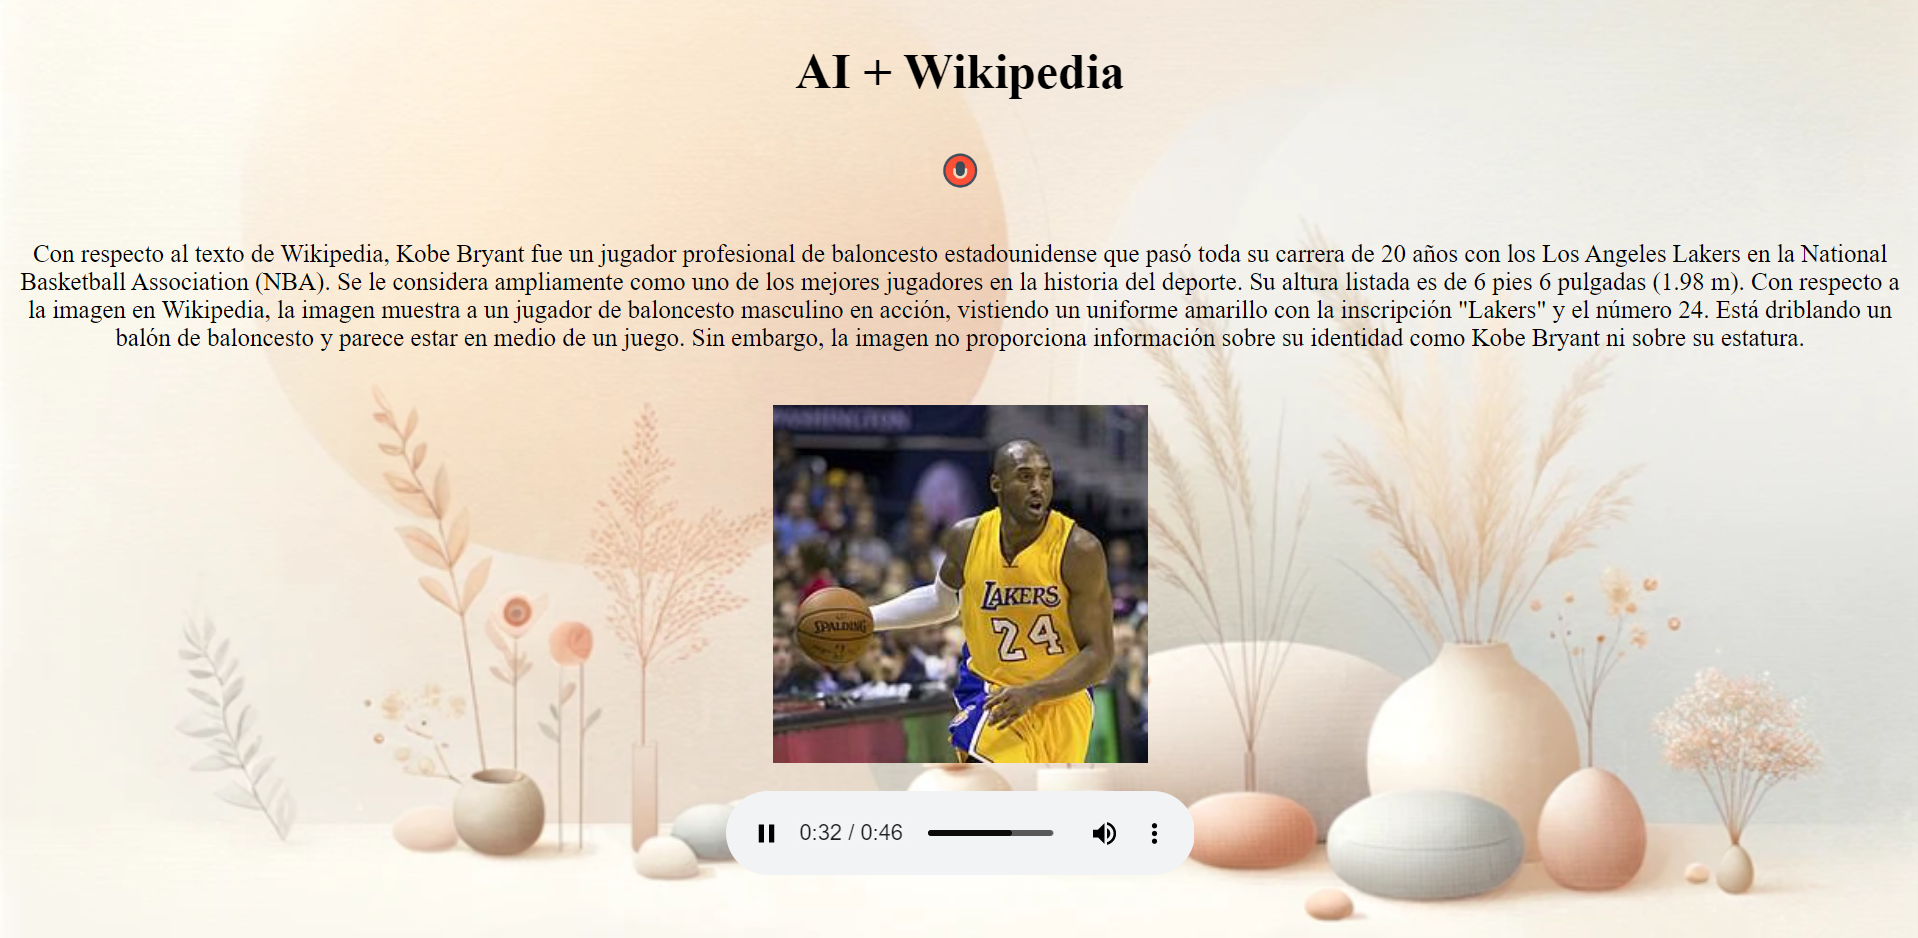 AI + Wikipedia
Con respecto al texto de Wikipedia, Kobe Bryant fue un jugador profesional de baloncesto estadounidense que pasó toda su carrera de 20 años con los Los Angeles Lakers en la National
Basketball Association (NBA). Se le considera ampliamente como uno de los mejores jugadores en la historia del deporte. Su altura listada es de 6 pies 6 pulgadas (1.98 m). Con respecto a
la imagen en Wikipedia, la imagen muestra a un jugador de baloncesto masculino en acción, vistiendo un uniforme amarillo con la inscripción "Lakers" y el número 24. Está driblando un
balón de baloncesto y parece estar en medio de un juego. Sin embargo, la imagen no proporciona información sobre su identidad como Kobe Bryant ni sobre su estatura.
WASHINGTON
LAKERS
24
SPALDING
0:32 / 0:46